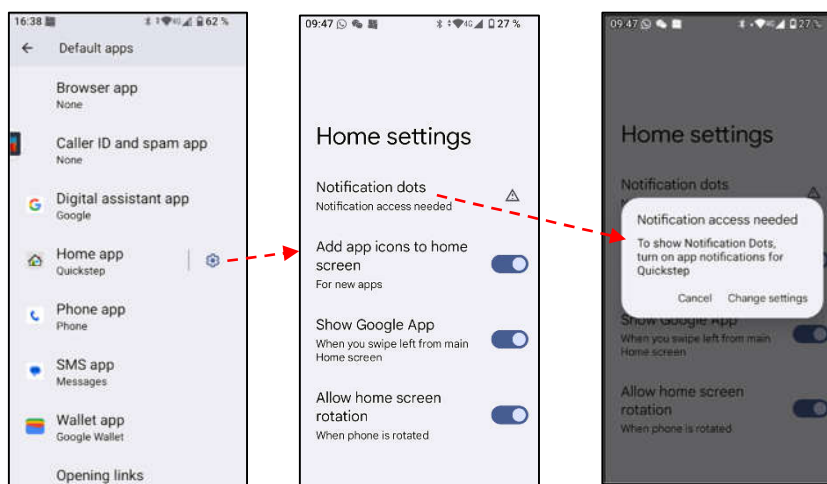 16:38 4G 62 %
Default apps
Browser app
None
Caller ID and spam app
None
Digital assistant app
Google
Home app
Quickstep
Phone app
Phone
SMS app
Messages
Wallet app
Google Wallet
Opening links
09:47 4G 27 %
Home settings
Notification dots
Notification access needed
Add app icons to home
screen
For new apps
Show Google App
When you swipe left from main
Home screen
Allow home screen
rotation
When phone is rotated
09:47 4G 27 %
Home settings
Notification dots
Notification access needed
To show Notification Dots,
turn on app notifications for
Quickstep
Cancel Change settings
Show Google App
When you swipe left from main
Home screen
Allow home screen
rotation
When phone is rotated